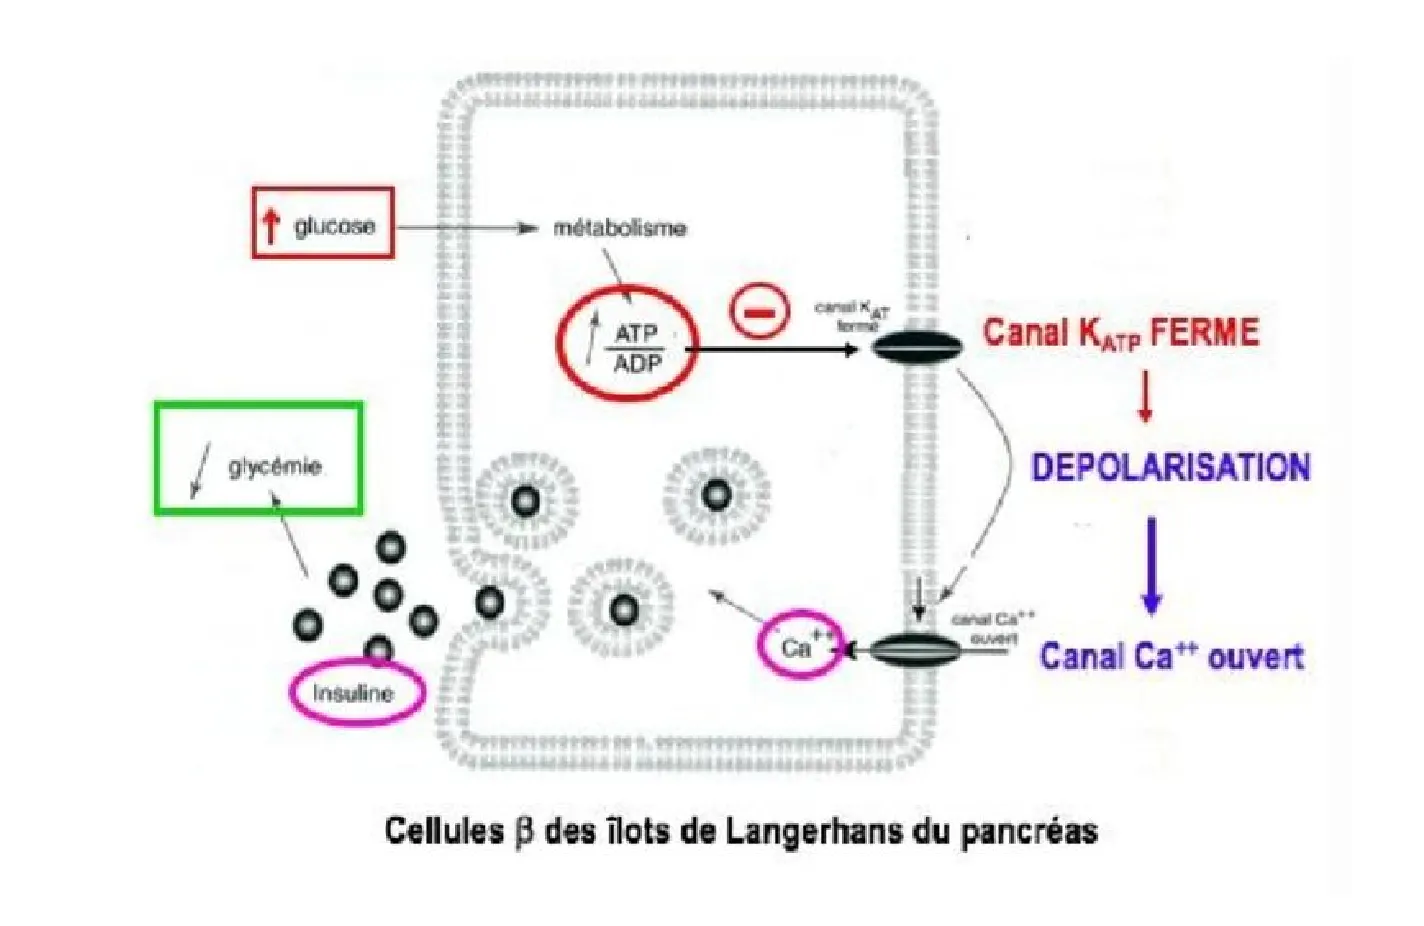 glucose
métabolisme
ATP
ADP
canal KAT
fermé
Canal KATP FERME
glycémie
DEPOLARISATION
canal Ca++
ouvert
Ca++
Canal Ca++ ouvert
Insuline
Cellules β des îlots de Langerhans du pancréas